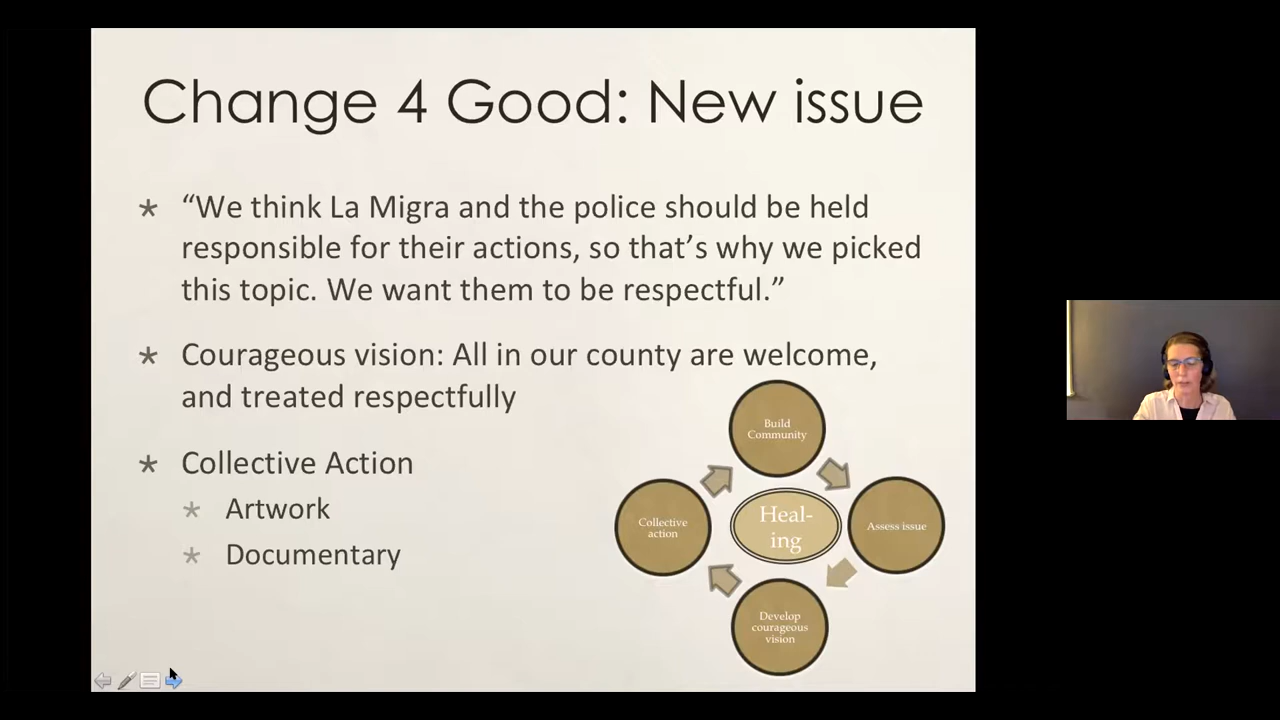 Change 4 Good: New issue
* “We think La Migra and the police should be held
responsible for their actions, so that’s why we picked
this topic. We want them to be respectful.”
* Courageous vision: All in our county are welcome,
and treated respectfully
* Collective Action
* Artwork
* Documentary
Build
Community
Assess issue
Develop
courageous
vision
Collective
action
Heal-
ing